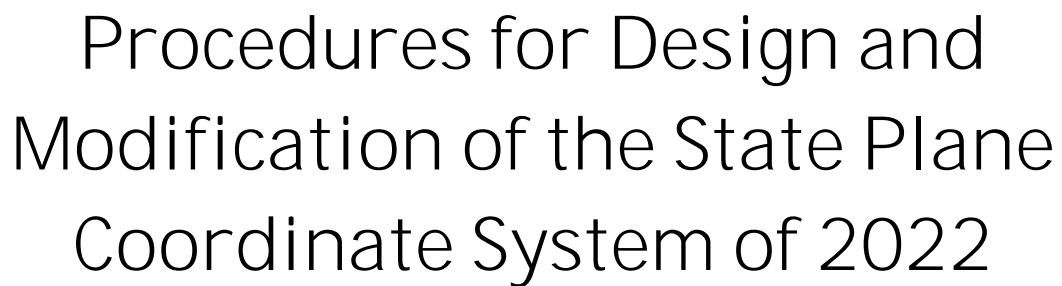 Procedures for Design and
Modification of the State Plane
Coordinate System of 2022